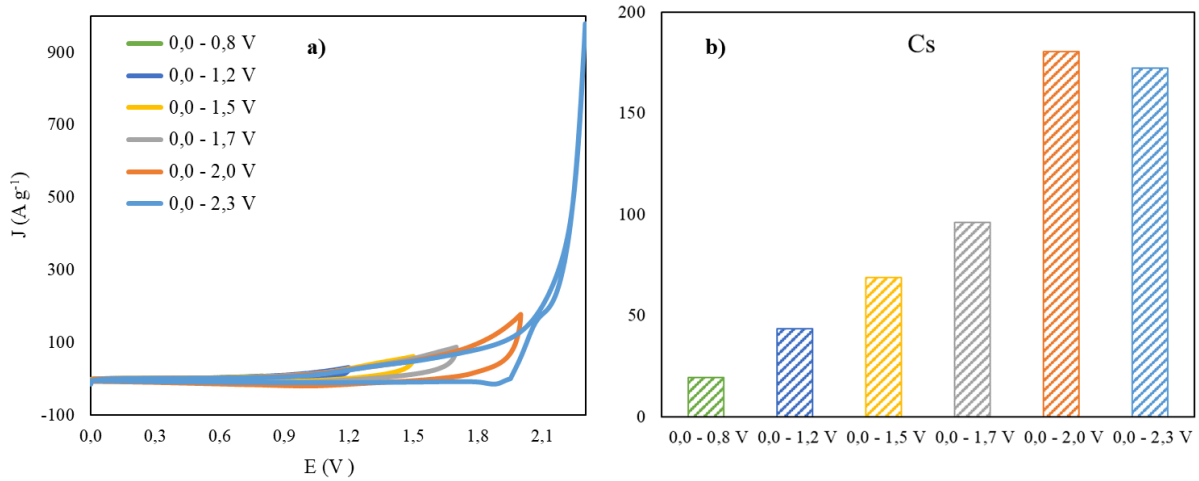 a)
0,0 - 0,8 V
0,0 - 1,2 V
0,0 - 1,5 V
0,0 - 1,7 V
0,0 - 2,0 V
0,0 - 2,3 V
J (A g⁻¹)
900
700
500
300
100
-100
0,0 0,3 0,6 0,9 1,2 1,5 1,8 2,1
E (V )
b)
Cs
200
150
100
50
0
0,0 - 0,8 V 0,0 - 1,2 V 0,0 - 1,5 V 0,0 - 1,7 V 0,0 - 2,0 V 0,0 - 2,3 V